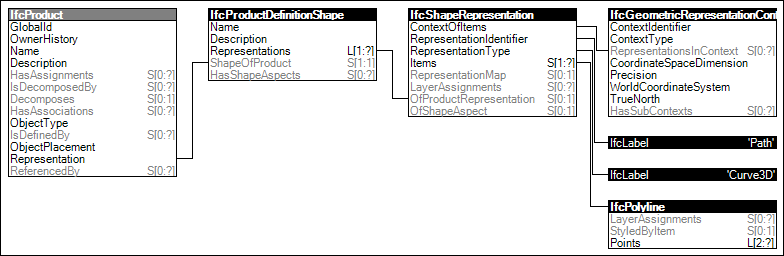 IfcProduct
GlobalId
OwnerHistory
Name
Description
HasAssignments S[0:?]
IsDecomposedBy S[0:?]
Decomposes S[0:1]
HasAssociations S[0:?]
ObjectType
IsDefinedBy S[0:?]
ObjectPlacement
Representation
ReferencedBy S[0:?]
IfcProductDefinitionShape
Name
Description
Representations L[1:?]
ShapeOfProduct S[1:1]
HasShapeAspects S[0:?]
IfcShapeRepresentation
ContextOfItems
RepresentationIdentifier
RepresentationType
Items S[1:?]
RepresentationMap S[0:1]
LayerAssignments S[0:?]
OfProductRepresentation S[0:1]
OfShapeAspect S[0:1]
IfcGeometricRepresentationCon
ContextIdentifier
ContextType
RepresentationsInContext S[0:?]
CoordinateSpaceDimension
Precision
WorldCoordinateSystem
TrueNorth
HasSubContexts S[0:?]
IfcLabel 'Path'
IfcLabel 'Curve3D'
IfcPolyline
LayerAssignments S[0:?]
StyledByItem S[0:1]
Points L[2:?]